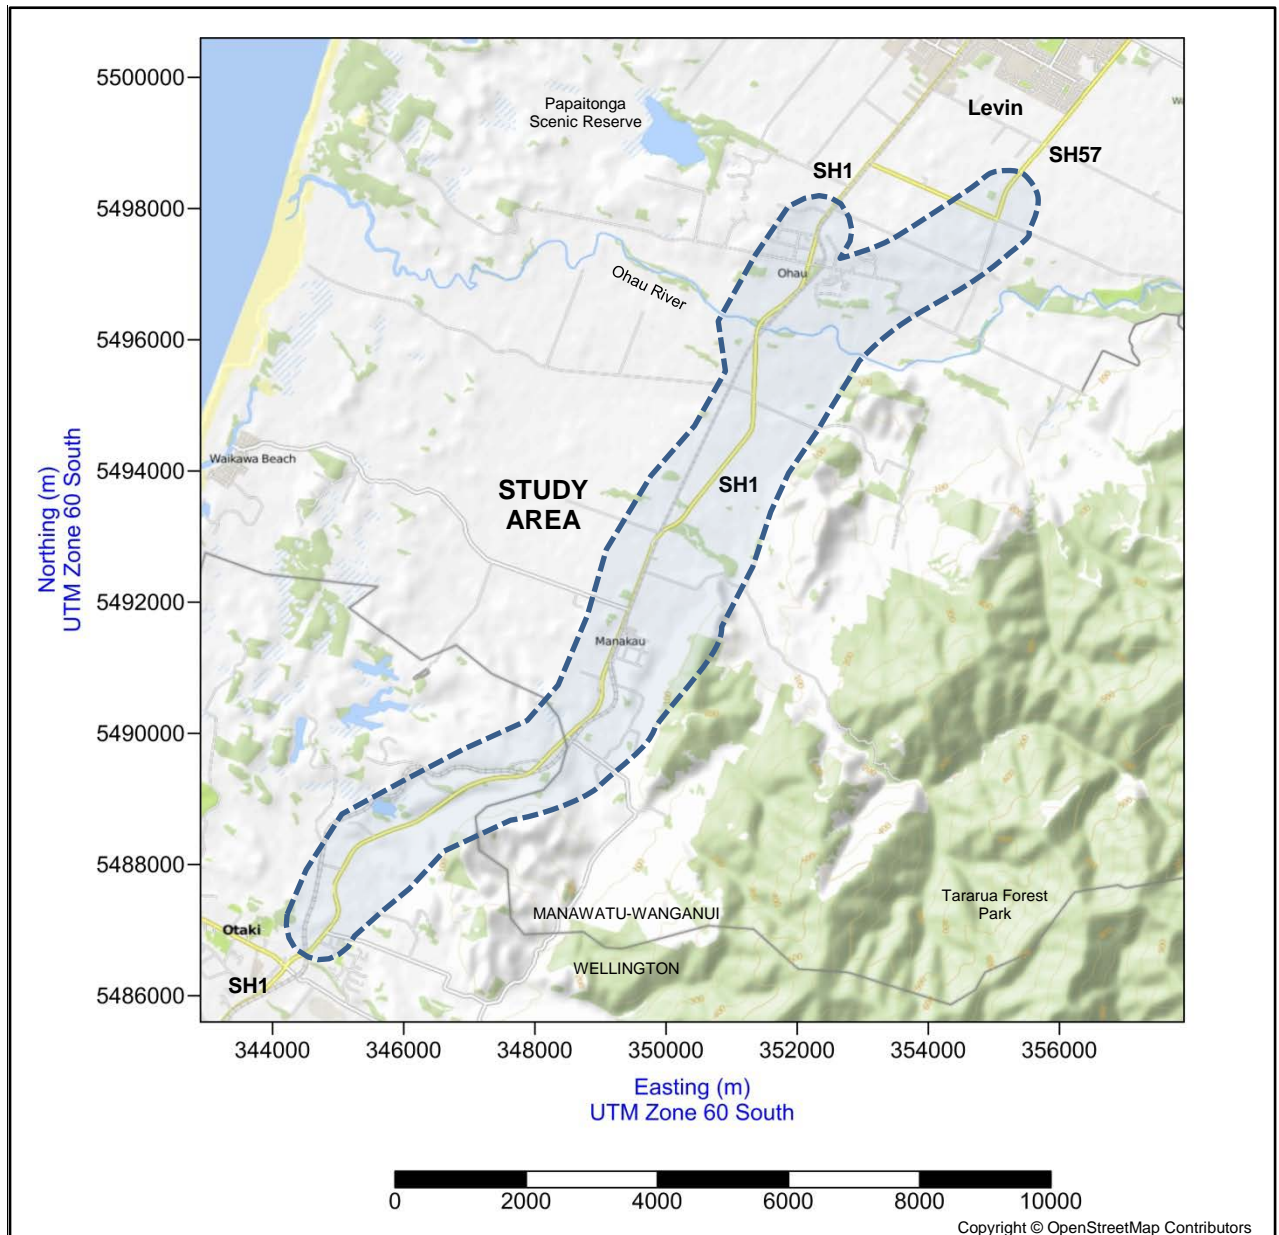 5500000
5498000
5496000
5494000
5492000
5490000
5488000
5486000
Northing (m)
UTM Zone 60 South
Papaitonga
Scenic Reserve
Levin
SH57
SH1
Ohau
Ohau River
Waikawa Beach
STUDY
AREA
SH1
Manakau
Tararua Forest
Park
MANAWATU-WANGANUI
WELLINGTON
Otaki
SH1
344000
346000
348000
350000
352000
354000
356000
Easting (m)
UTM Zone 60 South
0
2000
4000
6000
8000
10000
Copyright © OpenStreetMap Contributors